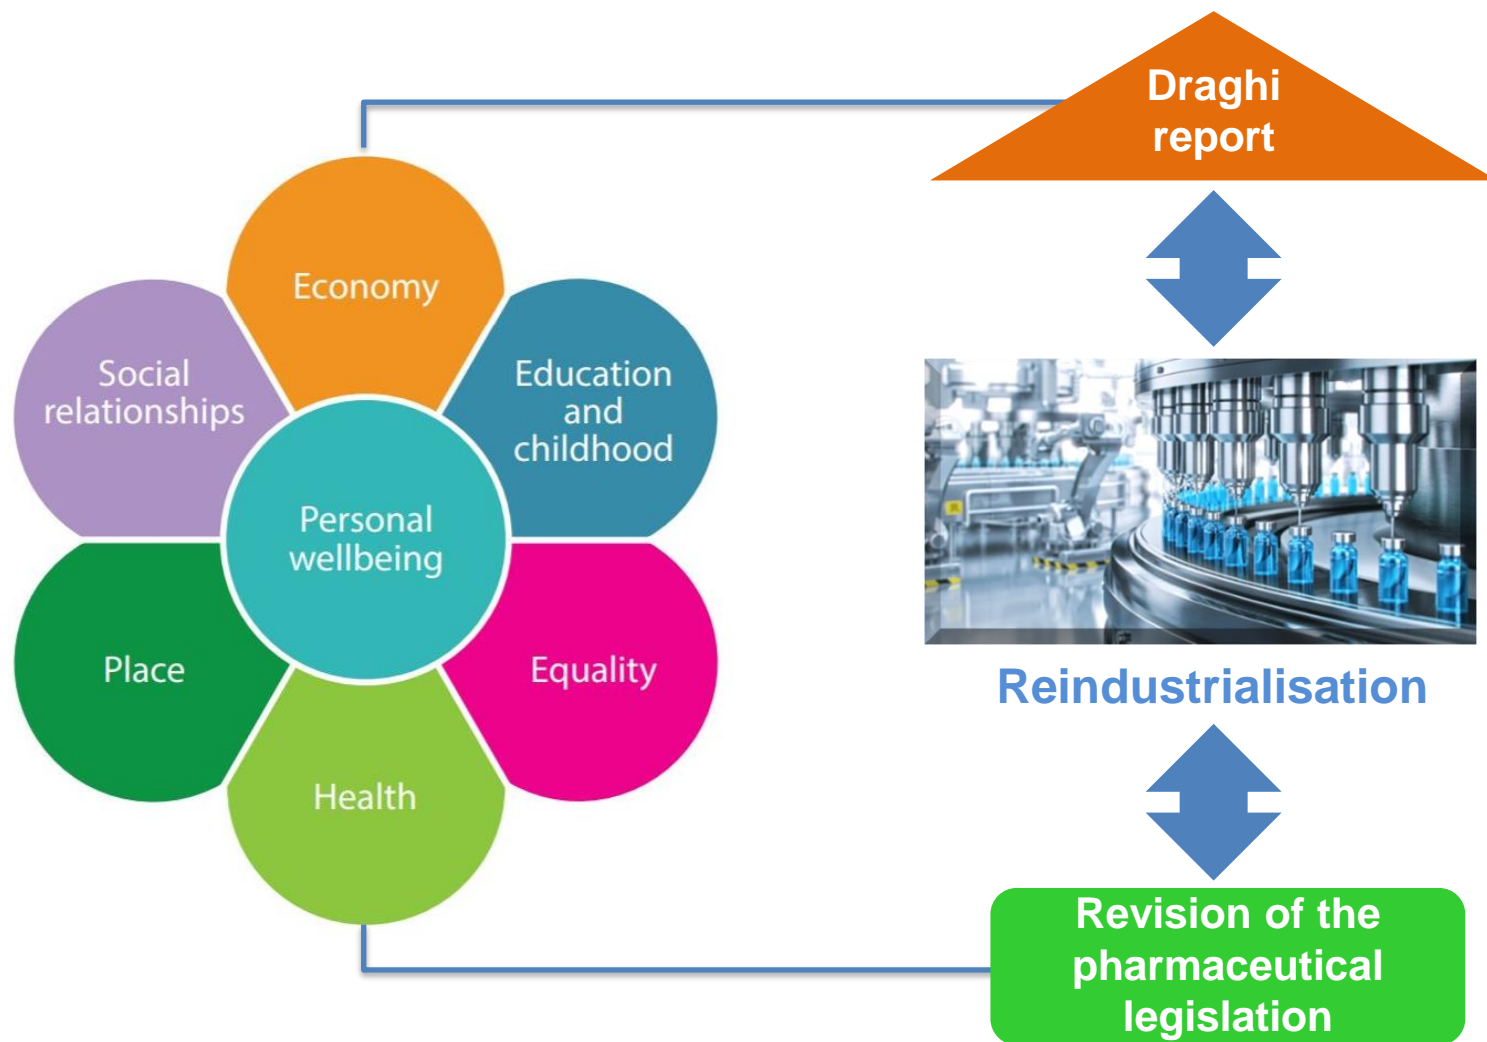 Draghi
report
Economy
Social
relationships
Education
and
childhood
Personal
wellbeing
Place
Equality
Health
Reindustrialisation
Revision of the
pharmaceutical
legislation